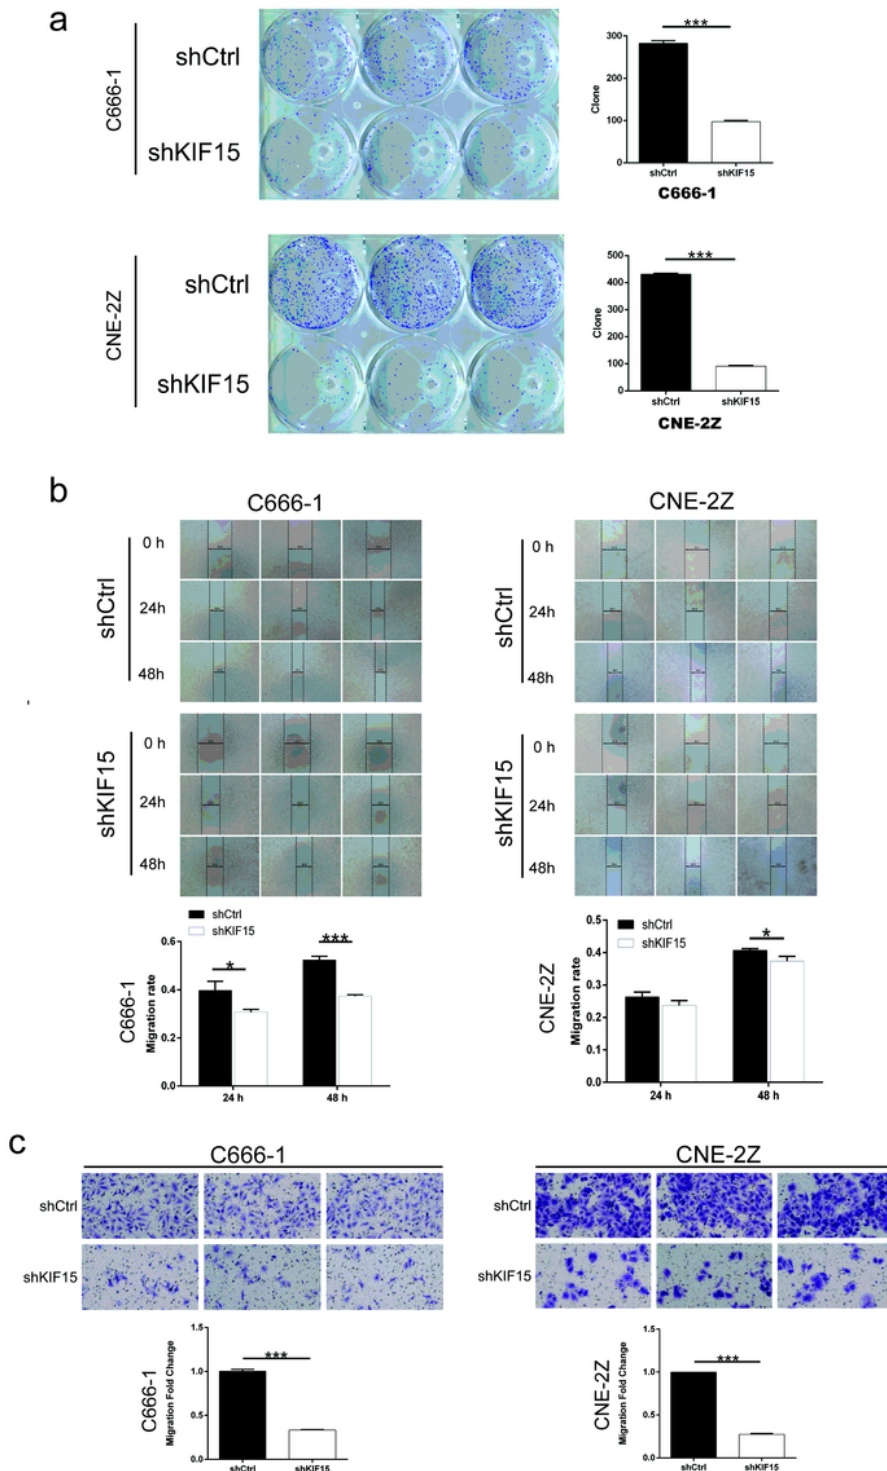 a
C666-1
shCtrl
shKIF15
***
300
200
100
0
Clone
shCtrl
shKIF15
C666-1
CNE-2Z
shCtrl
shKIF15
***
500
400
300
200
100
0
Clone
shCtrl
shKIF15
CNE-2Z
b
C666-1
shCtrl
0 h
24h
48h
shKIF15
0 h
24h
48h
CNE-2Z
shCtrl
0 h
24h
48h
shKIF15
0 h
24h
48h
shCtrl
shKIF15
C666-1
Migration rate
0.6
0.4
0.2
0.0
*
***
24 h
48 h
shCtrl
shKIF15
CNE-2Z
Migration rate
0.5
0.4
0.3
0.2
0.1
0.0
*
24 h
48 h
c
C666-1
shCtrl
shKIF15
CNE-2Z
shCtrl
shKIF15
C666-1
Migration Fold Change
1.5
1.0
0.5
0.0
***
shCtrl
shKIF15
CNE-2Z
Migration Fold Change
1.5
1.0
0.5
0.0
***
shCtrl
shKIF15